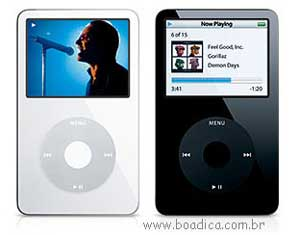 MENU
Now Playing
6 of 15
Feel Good, Inc.
Gorillaz
Demon Days
3:41 -1:20
MENU
www.boadica.com.br